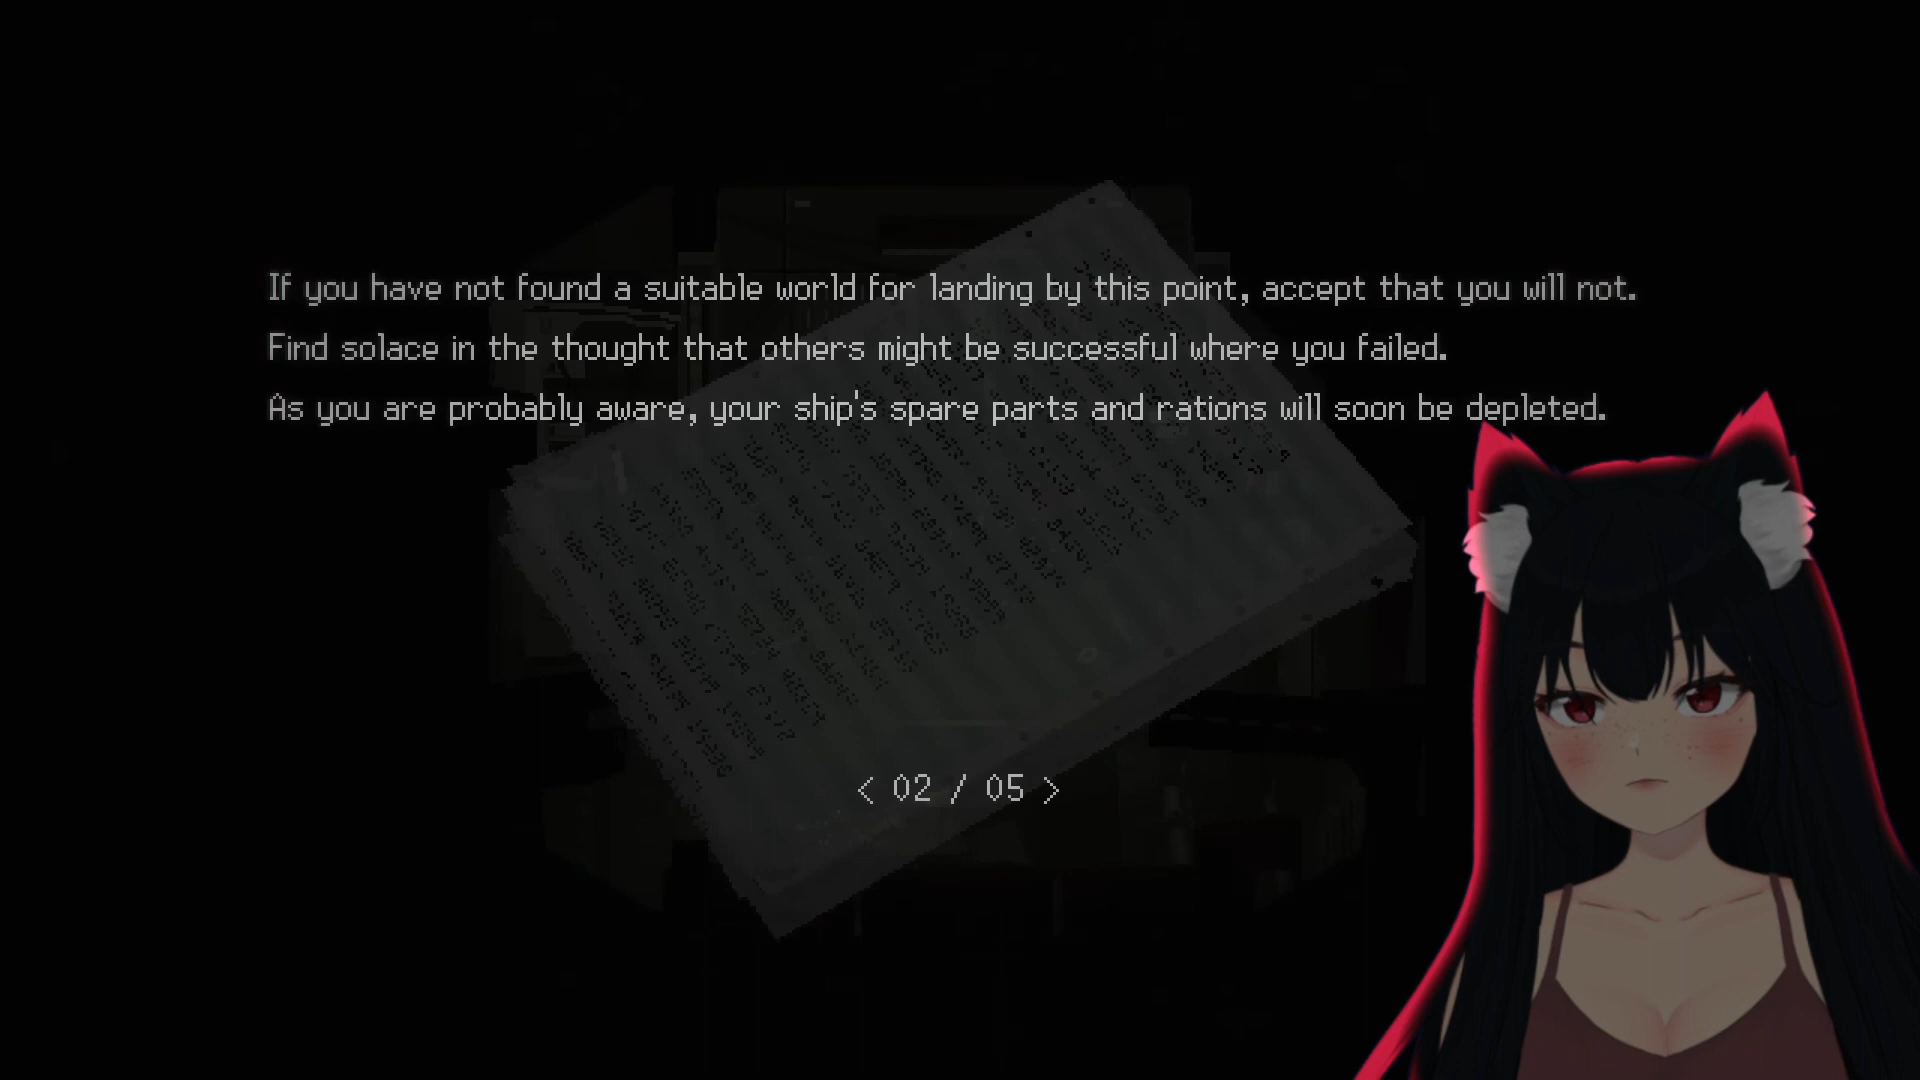 If you have not found a suitable world for landing by this point, accept that you will not.
Find solace in the thought that others might be successful where you failed.
As you are probably aware, your ship's spare parts and rations will soon be depleted.
< 02 / 05 >